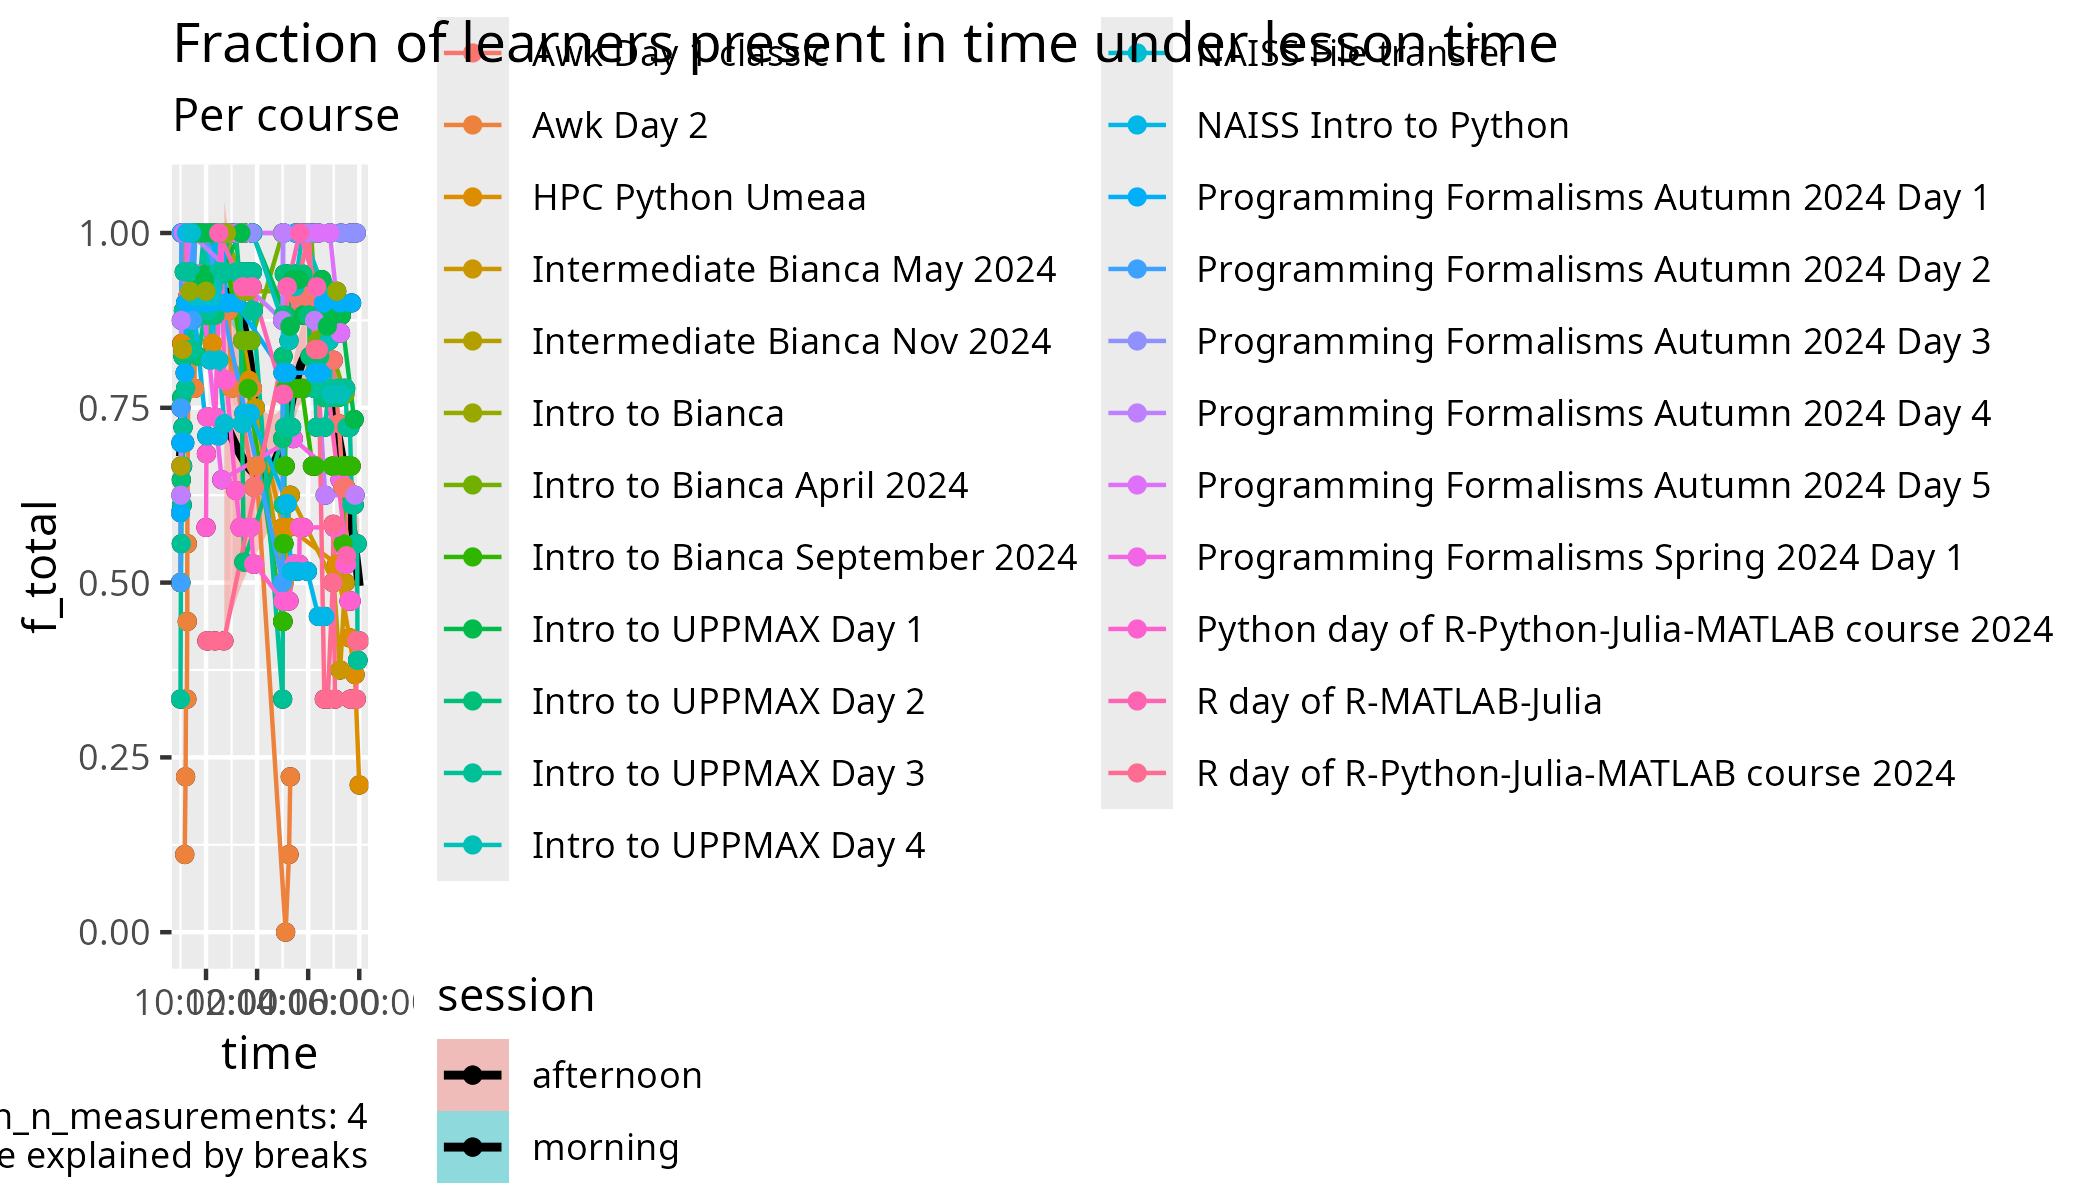 Fraction of learners present in time under lesson time
Per course
f_total
1.00
0.75
0.50
0.25
0.00
time
n_n_measurements: 4
e explained by breaks
Awk Day 1 classic
Awk Day 2
HPC Python Umeaa
Intermediate Bianca May 2024
Intermediate Bianca Nov 2024
Intro to Bianca
Intro to Bianca April 2024
Intro to Bianca September 2024
Intro to UPPMAX Day 1
Intro to UPPMAX Day 2
Intro to UPPMAX Day 3
Intro to UPPMAX Day 4
NAISS File transfer
NAISS Intro to Python
Programming Formalisms Autumn 2024 Day 1
Programming Formalisms Autumn 2024 Day 2
Programming Formalisms Autumn 2024 Day 3
Programming Formalisms Autumn 2024 Day 4
Programming Formalisms Autumn 2024 Day 5
Programming Formalisms Spring 2024 Day 1
Python day of R-Python-Julia-MATLAB course 2024
R day of R-MATLAB-Julia
R day of R-Python-Julia-MATLAB course 2024
session
afternoon
morning